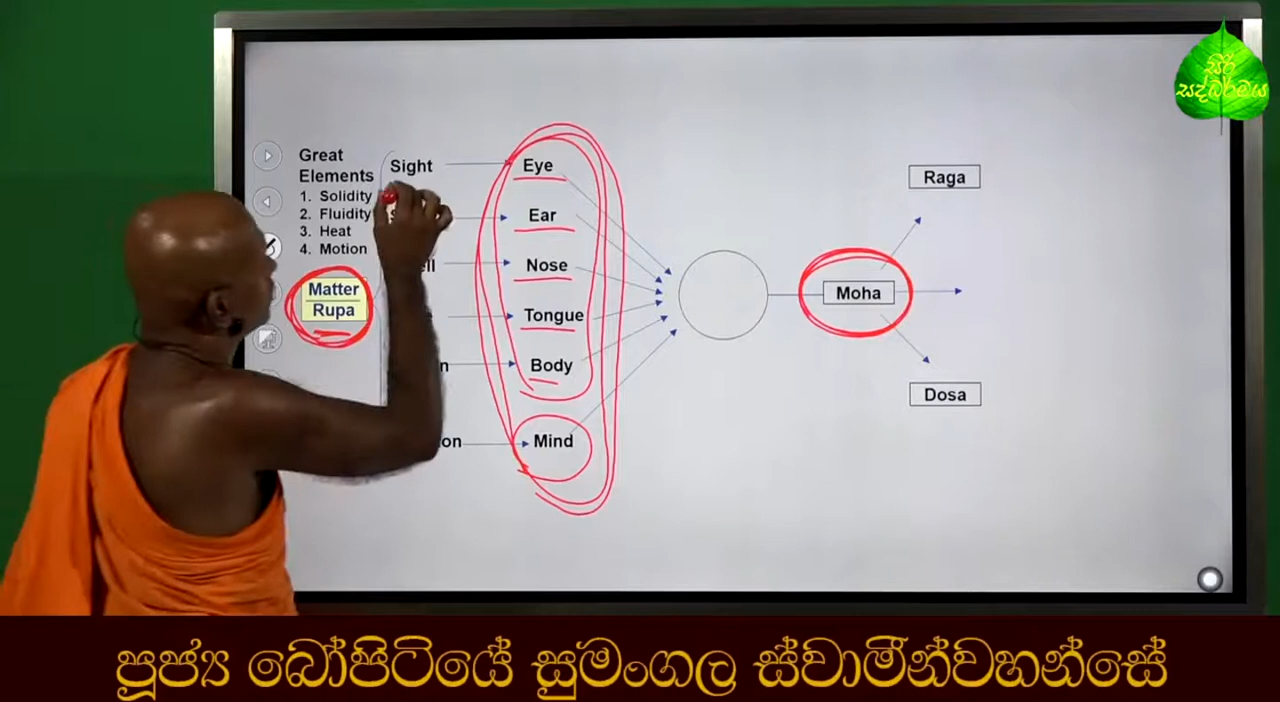 සිරි
සද්ධර්මය
Great
Elements
1. Solidity
2. Fluidity
3. Heat
4. Motion
Matter
Rupa
Sight
Eye
Ear
Nose
Tongue
Body
Mind
Moha
Raga
Dosa
පූජ්‍ය බෝපිටියේ සුමංගල ස්වාමීන්වහන්සේ